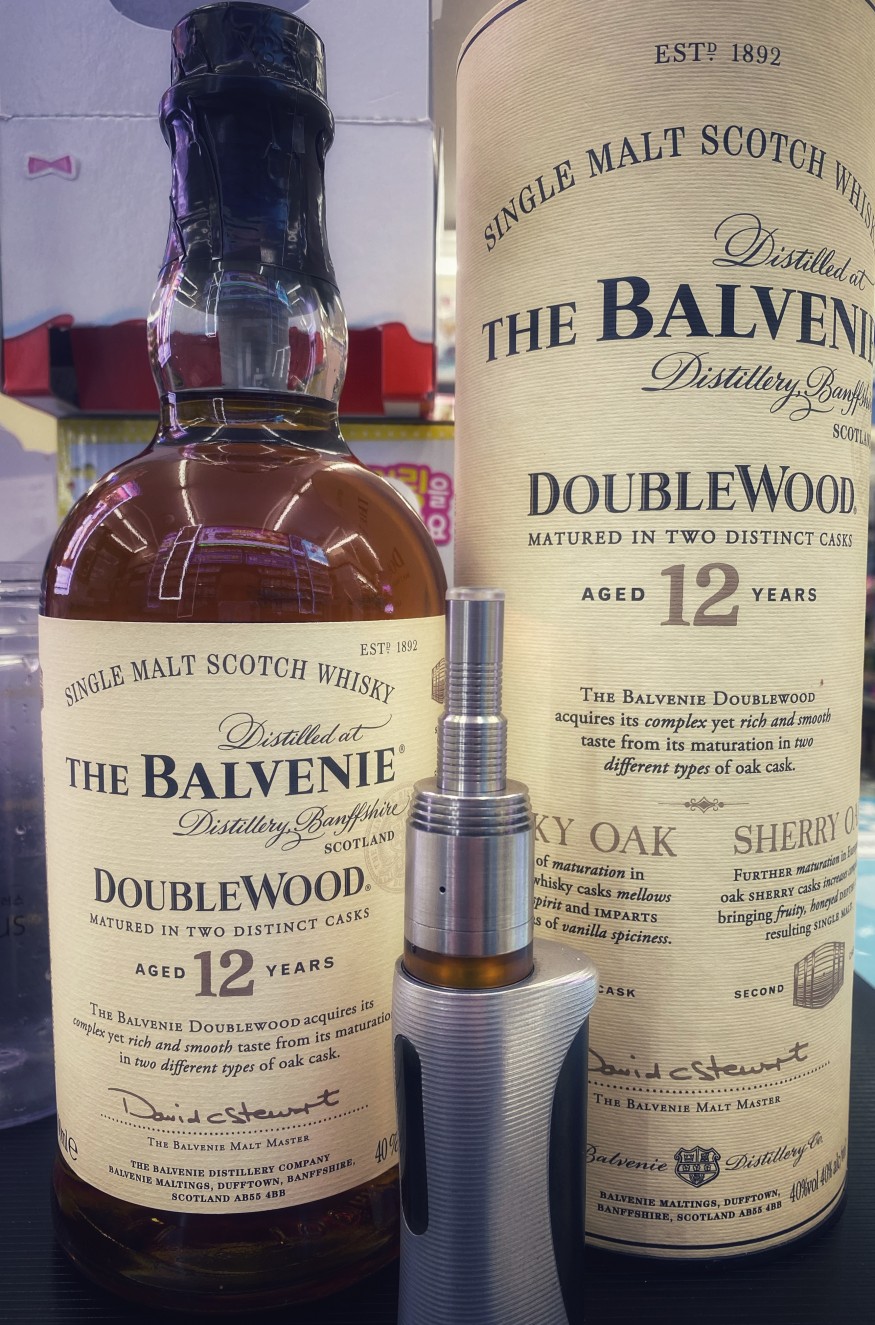 ESTD 1892
SINGLE MALT SCOTCH WHISKY
Distilled at
THE BALVENIE®
Distillery, Banffshire
SCOTLAND
DOUBLEWOOD®
MATURED IN TWO DISTINCT CASKS
AGED 12 YEARS
THE BALVENIE DOUBLEWOOD acquires its
complex yet rich and smooth taste from its maturatio
in two different types of oak cask.
David C Stewart
THE BALVENIE MALT MASTER
THE BALVENIE DISTILLERY COMPANY
BALVENIE MALTINGS, DUFFTOWN, BANFFSHIRE,
SCOTLAND AB55 4BB
40%
ESTD 1892
SINGLE MALT SCOTCH WHISK
Distilled at
THE BALVENIE
Distillery, Banffshi
SCOTLA
DOUBLEWOOD®
MATURED IN TWO DISTINCT CASKS
AGED 12 YEARS
THE BALVENIE DOUBLEWOOD
acquires its complex yet rich and smooth
taste from its maturation in two
different types of oak cask.
KY OAK
of maturation in
whisky casks mellows
spirit and IMPARTS
s of vanilla spiciness.
CASK
SHERRY O
FURTHER maturation in
oak SHERRY casks
bringing fruity, honeyed
resulting SINGLE MALT
SECOND
David C Stewart
THE BALVENIE MALT MASTER
Balvenie Distillery Co.
BALVENIE MALTINGS, DUFFTOWN,
BANFFSHIRE, SCOTLAND AB55 4BB
40%vol